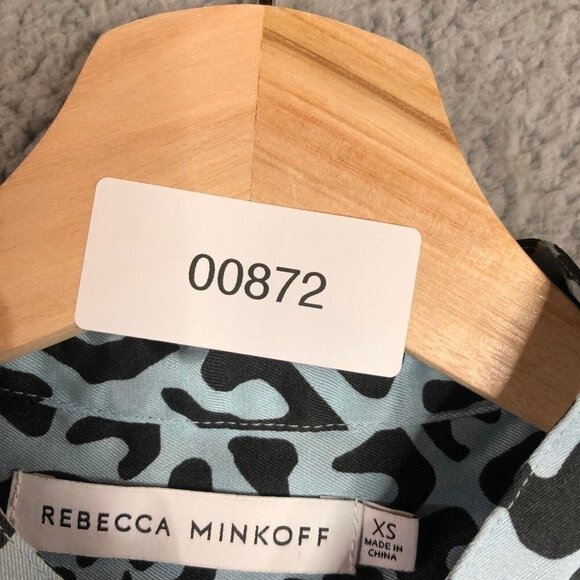 00872
REBECCA MINKOFF
XS
MADE IN
CHINA